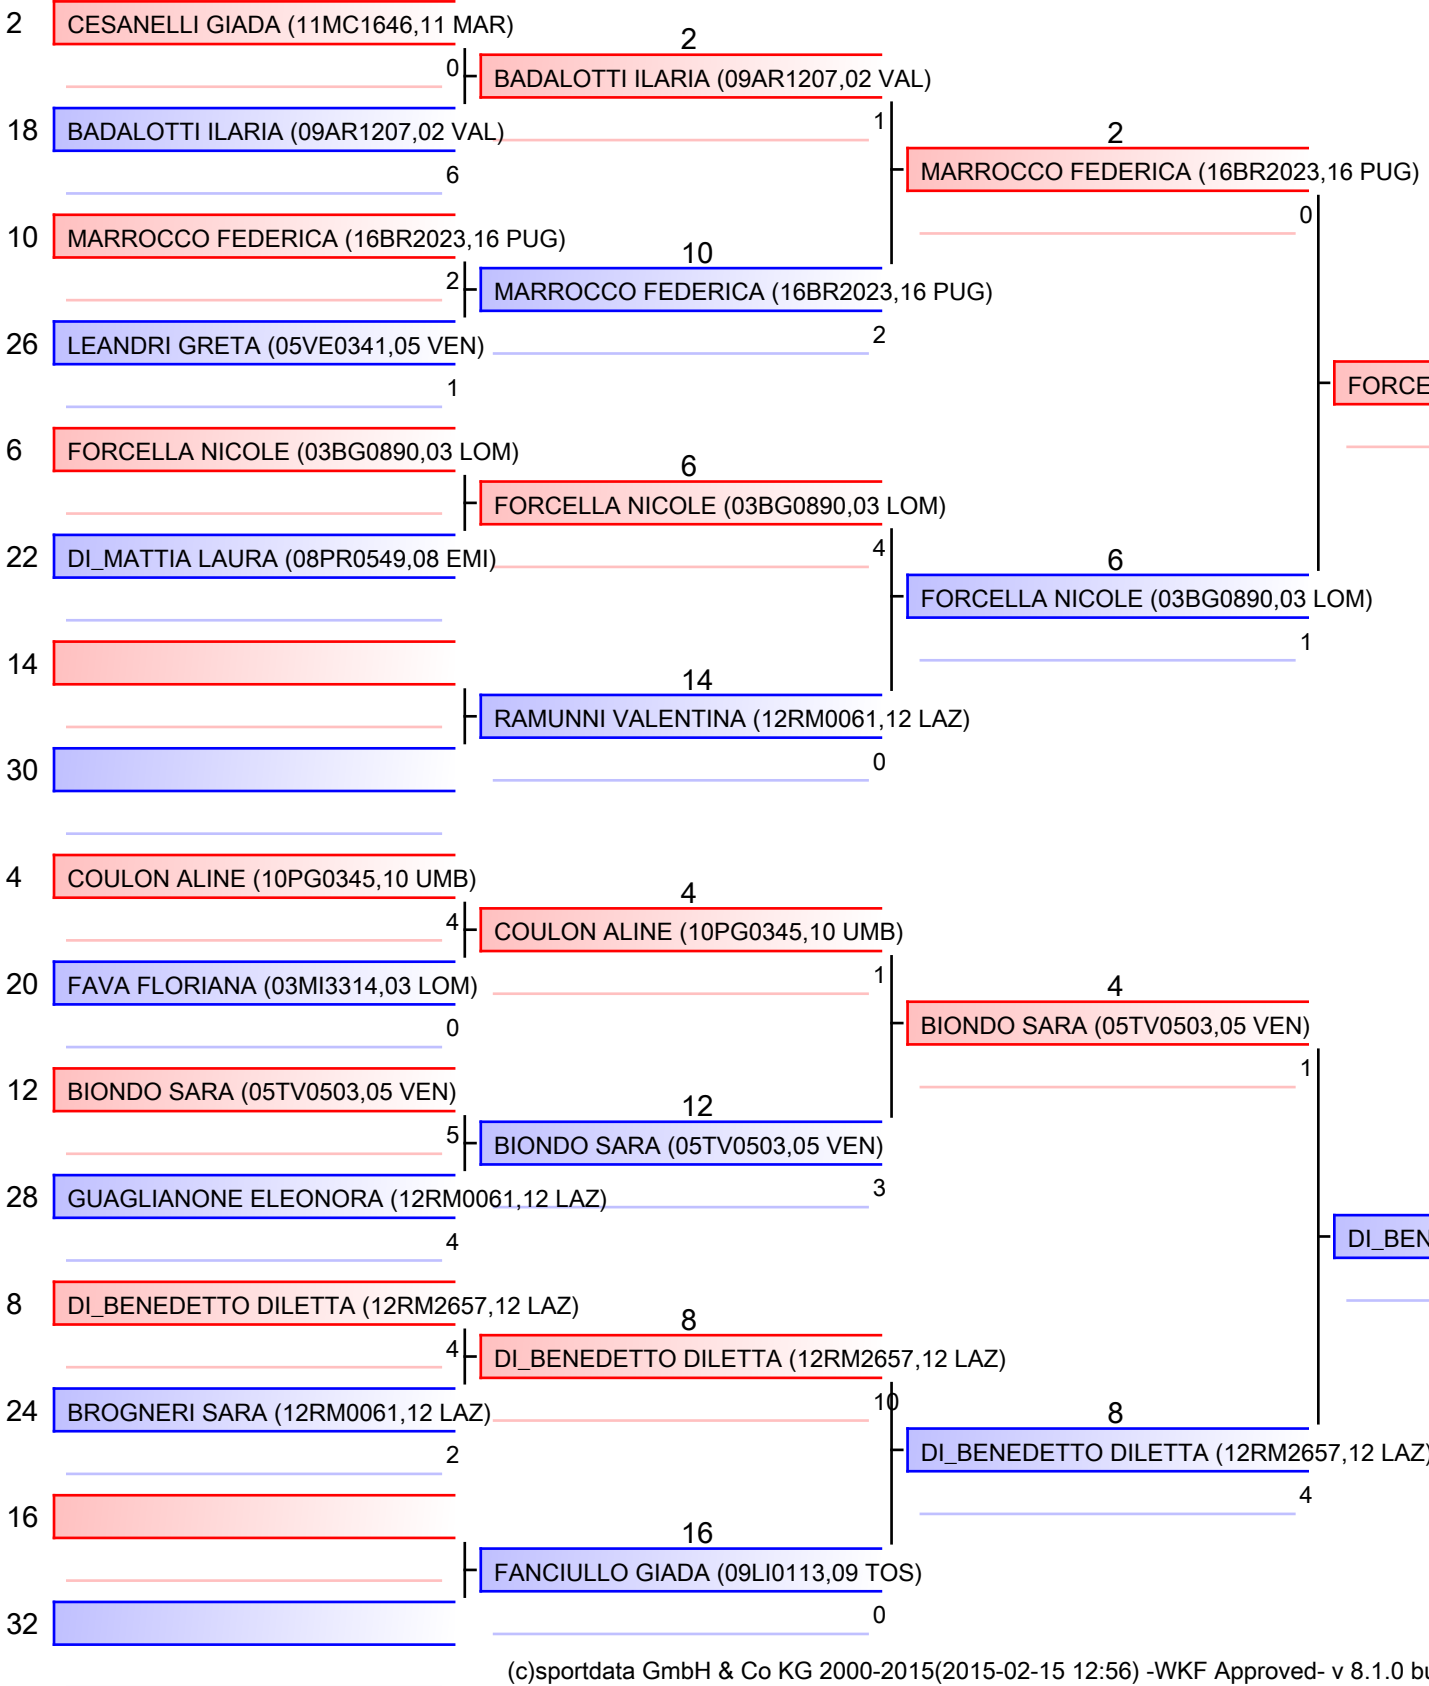 2 CESANELLI GIADA (11MC1646,11 MAR)
0
18 BADALOTTI ILARIA (09AR1207,02 VAL)
6
10 MARROCCO FEDERICA (16BR2023,16 PUG)
2
26 LEANDRI GRETA (05VE0341,05 VEN)
1
6 FORCELLA NICOLE (03BG0890,03 LOM)
22 DI_MATTIA LAURA (08PR0549,08 EMI)
14
30
4 COULON ALINE (10PG0345,10 UMB)
4
20 FAVA FLORIANA (03MI3314,03 LOM)
0
12 BIONDO SARA (05TV0503,05 VEN)
5
28 GUAGLIANONE ELEONORA (12RM0061,12 LAZ)
4
8 DI_BENEDETTO DILETTA (12RM2657,12 LAZ)
4
24 BROGNERI SARA (12RM0061,12 LAZ)
2
16
32
2
BADALOTTI ILARIA (09AR1207,02 VAL)
1
10
MARROCCO FEDERICA (16BR2023,16 PUG)
2
6
FORCELLA NICOLE (03BG0890,03 LOM)
4
14
RAMUNNI VALENTINA (12RM0061,12 LAZ)
0
4
COULON ALINE (10PG0345,10 UMB)
1
12
BIONDO SARA (05TV0503,05 VEN)
3
8
DI_BENEDETTO DILETTA (12RM2657,12 LAZ)
10
16
FANCIULLO GIADA (09LI0113,09 TOS)
0
2
MARROCCO FEDERICA (16BR2023,16 PUG)
0
6
FORCELLA NICOLE (03BG0890,03 LOM)
1
4
BIONDO SARA (05TV0503,05 VEN)
1
8
DI_BENEDETTO DILETTA (12RM2657,12 LAZ)
4
FORCE
DI_BEN
(c)sportdata GmbH & Co KG 2000-2015(2015-02-15 12:56) -WKF Approved- v 8.1.0 bu